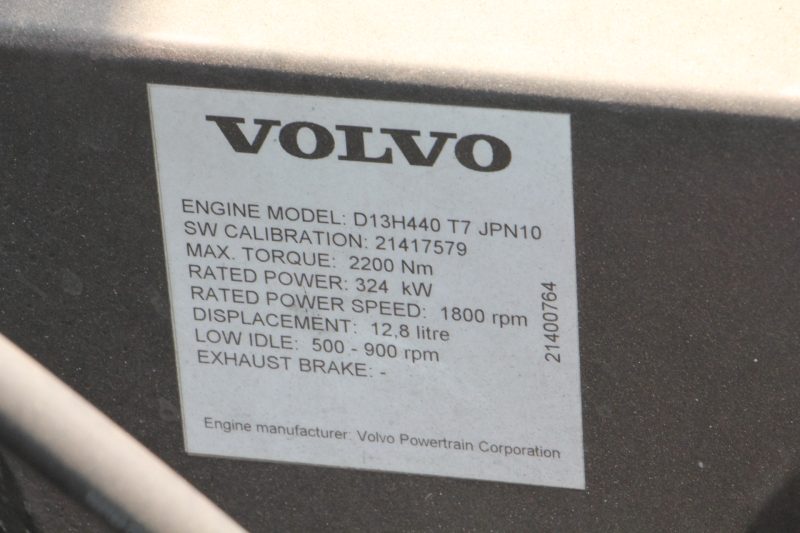 VOLVO
ENGINE MODEL: D13H440 T7 JPN10
SW CALIBRATION: 21417579
MAX. TORQUE: 2200 Nm
RATED POWER: 324 kW
RATED POWER SPEED: 1800 rpm
DISPLACEMENT: 12,8 litre
LOW IDLE: 500 - 900 rpm
EXHAUST BRAKE: -
21400764
Engine manufacturer: Volvo Powertrain Corporation